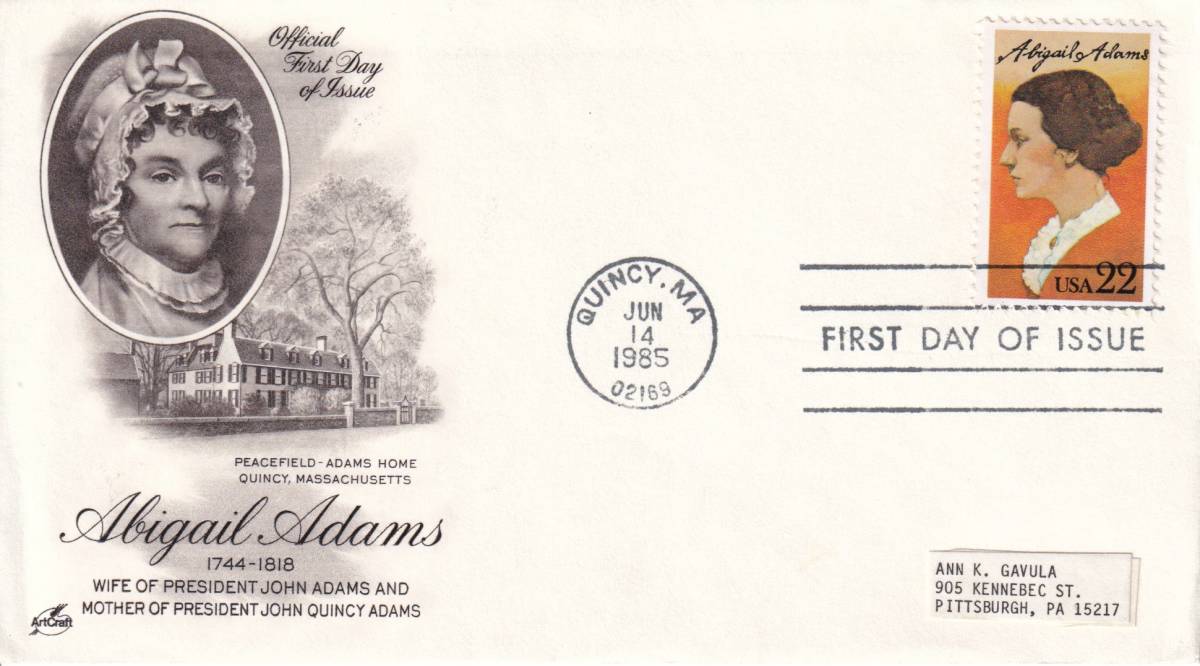 Official
First Day
of Issue
Abigail Adams
USA 22
QUINCY, MA
JUN
14
1985
02169
FIRST DAY OF ISSUE
PEACEFIELD - ADAMS HOME
QUINCY, MASSACHUSETTS
Abigail Adams
1744 - 1818
WIFE OF PRESIDENT JOHN ADAMS AND
MOTHER OF PRESIDENT JOHN QUINCY ADAMS
ArtCraft
ANN K. GAVULA
905 KENNEBEC ST.
PITTSBURGH, PA 15217